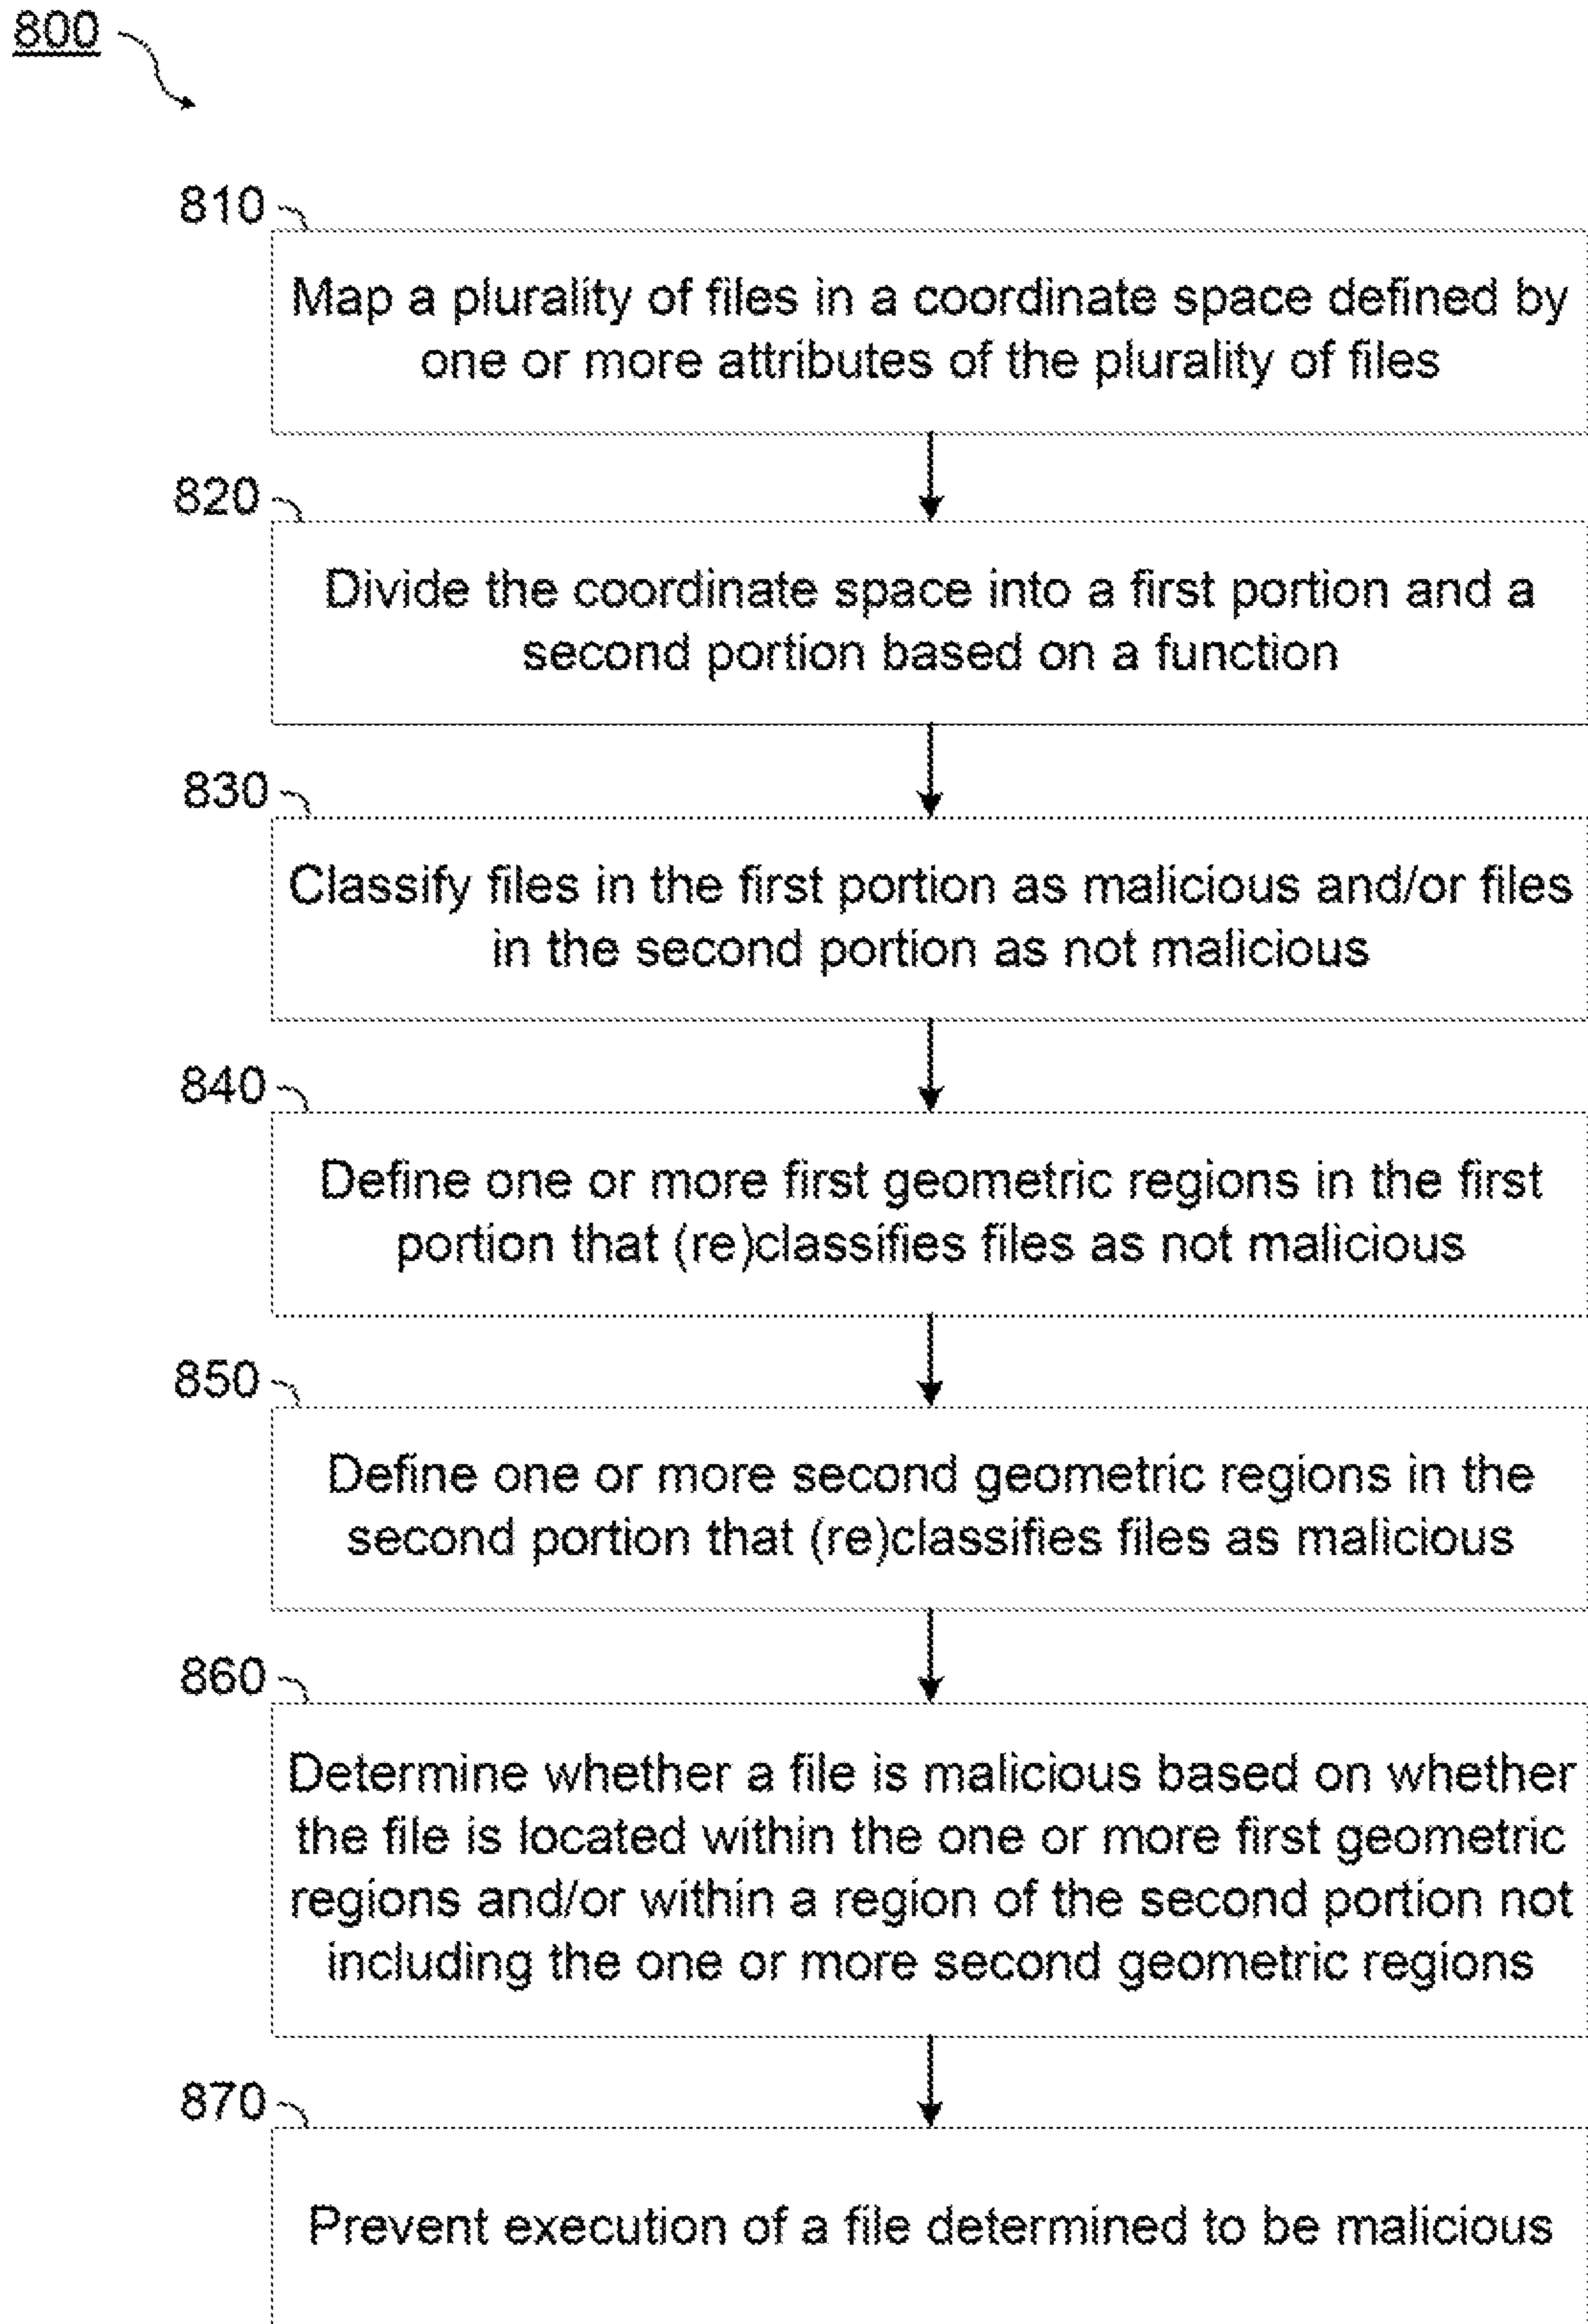 800
810
Map a plurality of files in a coordinate space defined by
one or more attributes of the plurality of files
820
Divide the coordinate space into a first portion and a
second portion based on a function
830
Classify files in the first portion as malicious and/or files
in the second portion as not malicious
840
Define one or more first geometric regions in the first
portion that (re)classifies files as not malicious
850
Define one or more second geometric regions in the
second portion that (re)classifies files as malicious
860
Determine whether a file is malicious based on whether
the file is located within the one or more first geometric
regions and/or within a region of the second portion not
including the one or more second geometric regions
870
Prevent execution of a file determined to be malicious